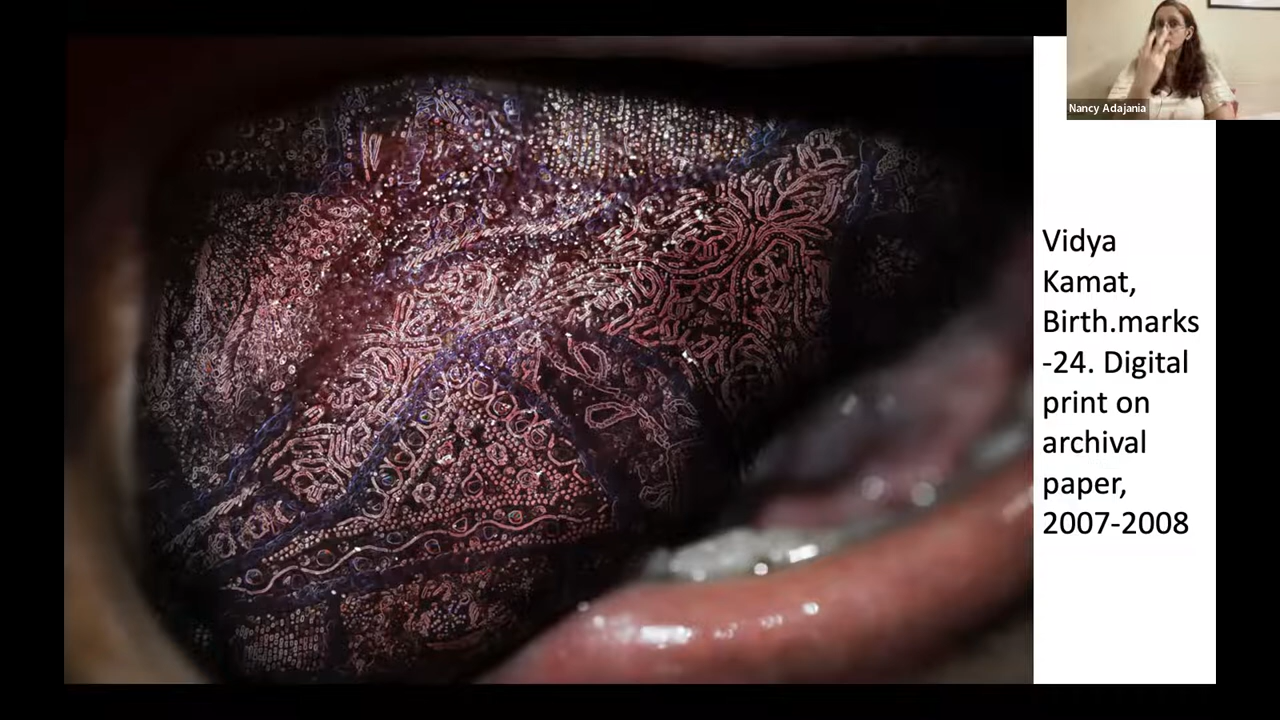 Nancy Adajania
Vidya
Kamat,
Birth.marks
-24. Digital
print on
archival
paper,
2007-2008